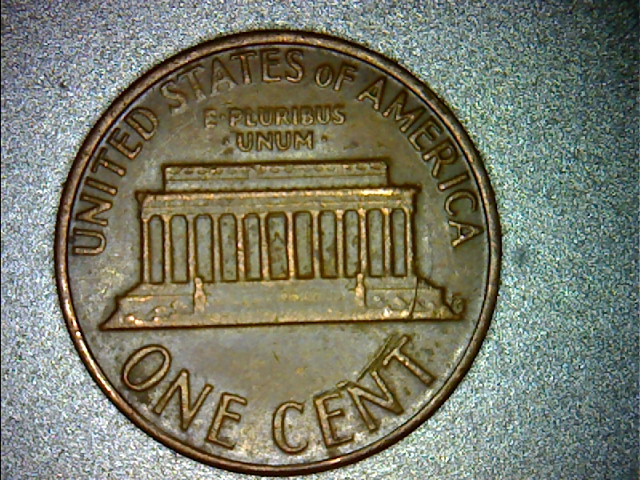 UNITED STATES OF AMERICA
E·PLURIBUS
·UNUM·
ONE CENT